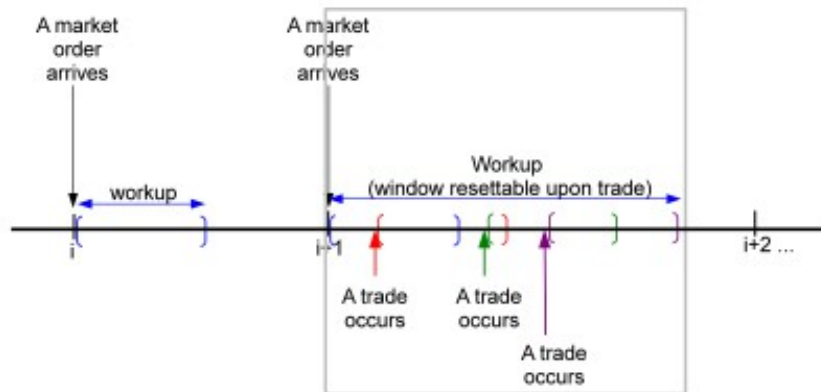 A market
order
arrives
A market
order
arrives
workup
Workup
(window resettable upon trade)
i
i+1
i+2 ...
A trade
occurs
A trade
occurs
A trade
occurs